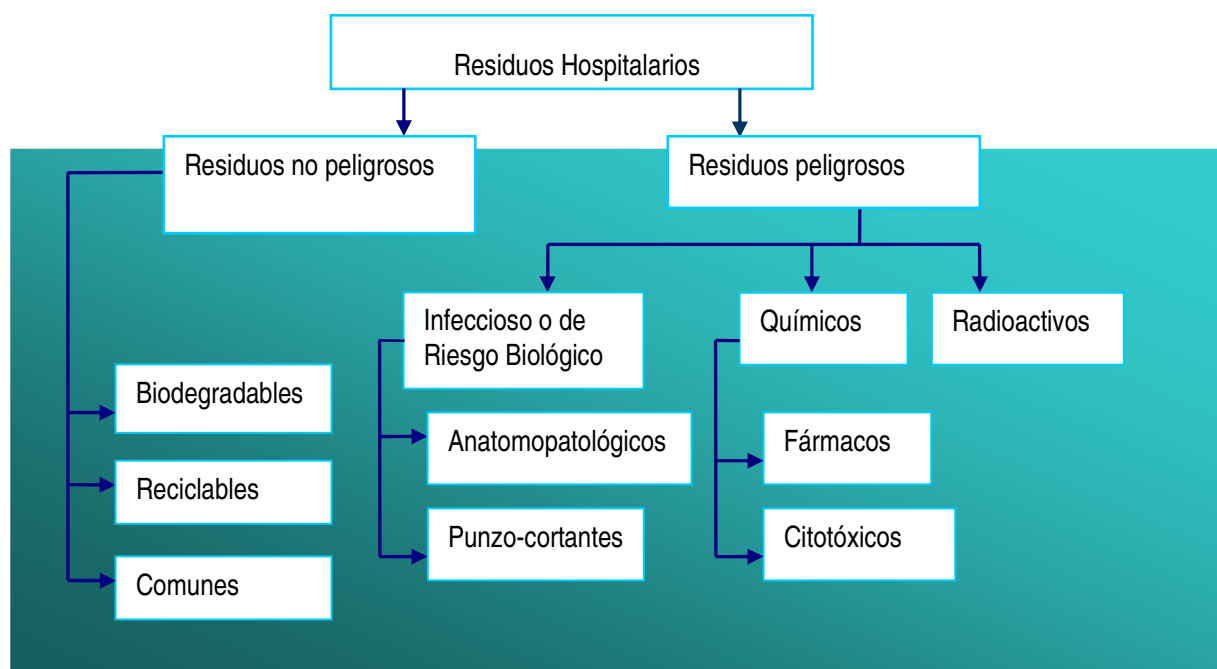 Residuos Hospitalarios
Residuos no peligrosos
Residuos peligrosos
Infeccioso o de
Riesgo Biológico
Químicos
Radioactivos
Biodegradables
Anatomopatológicos
Fármacos
Reciclables
Punzo-cortantes
Citotóxicos
Comunes